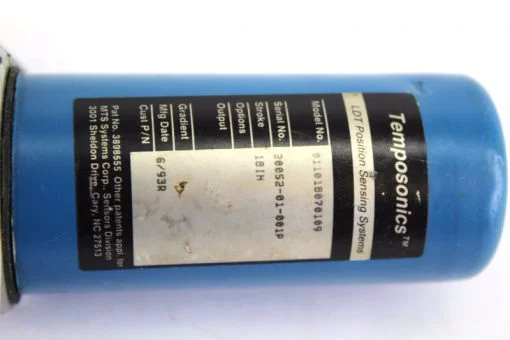 Temposonics™
LDT Position Sensing Systems
Model No. 011018070109
Serial No. 20052-01-001P
Stroke 18IN
Options
Output
Gradient
Mfg Date 6/93R
Cust P/N
Pat No. 3898555 Other patents appl. for
MTS Systems Corp., Sensors Division
3001 Sheldon Drive, Cary, NC 27513